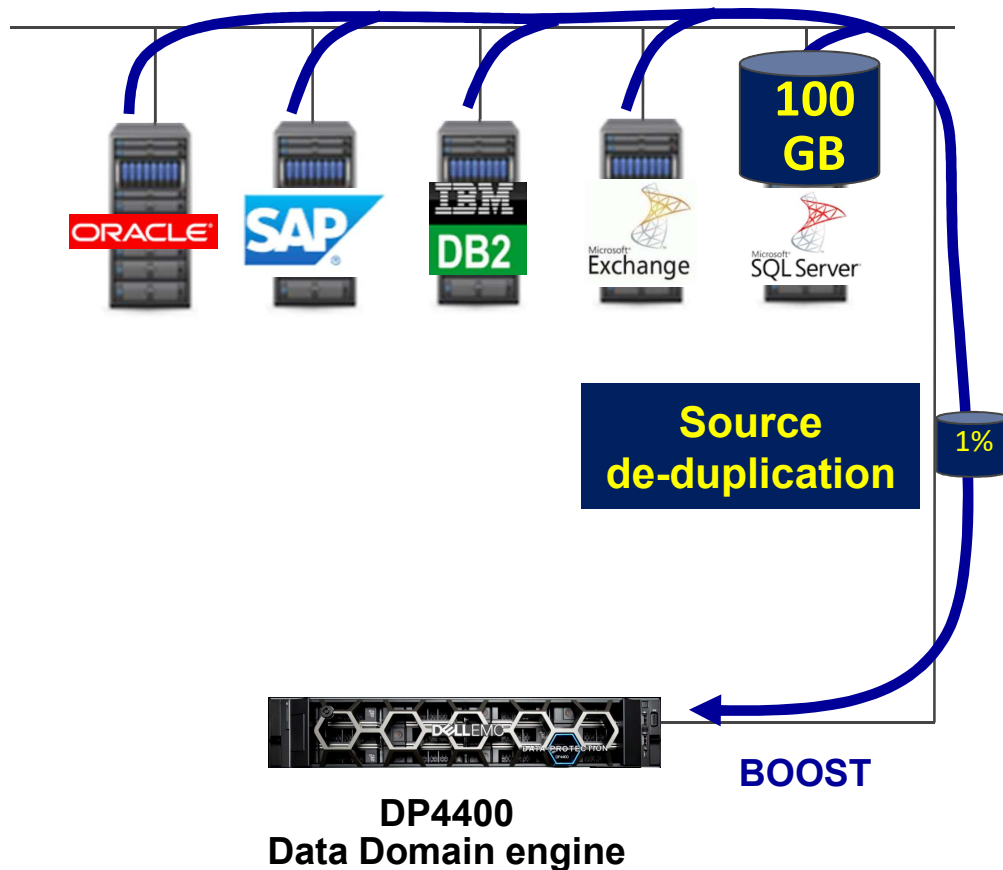 100
GB
ORACLE®
SAP®
IBM
DB2
Microsoft®
Exchange
Microsoft®
SQL Server®
Source
de-duplication
1%
DELLEMC
DATA PROTECTION
DP4400
BOOST
DP4400
Data Domain engine